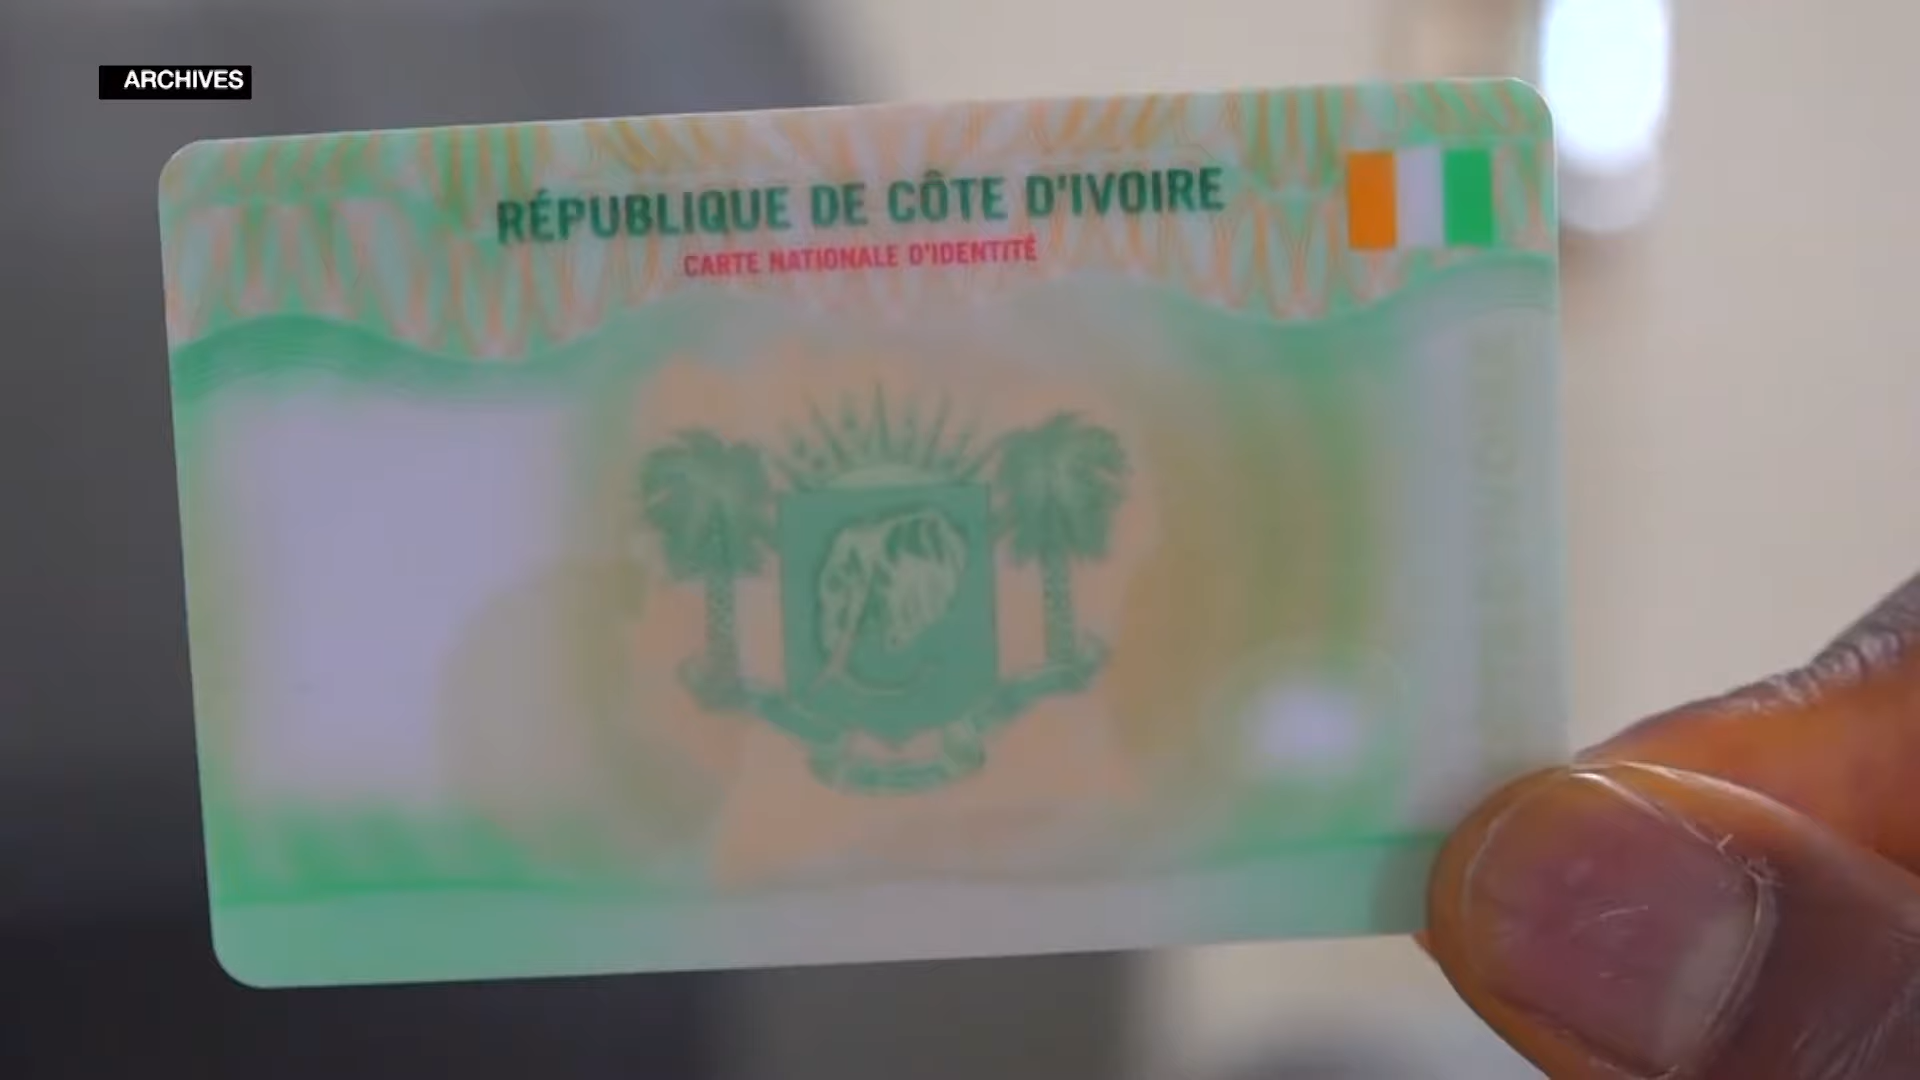 ARCHIVES
RÉPUBLIQUE DE CÔTE D'IVOIRE
CARTE NATIONALE D'IDENTITÉ